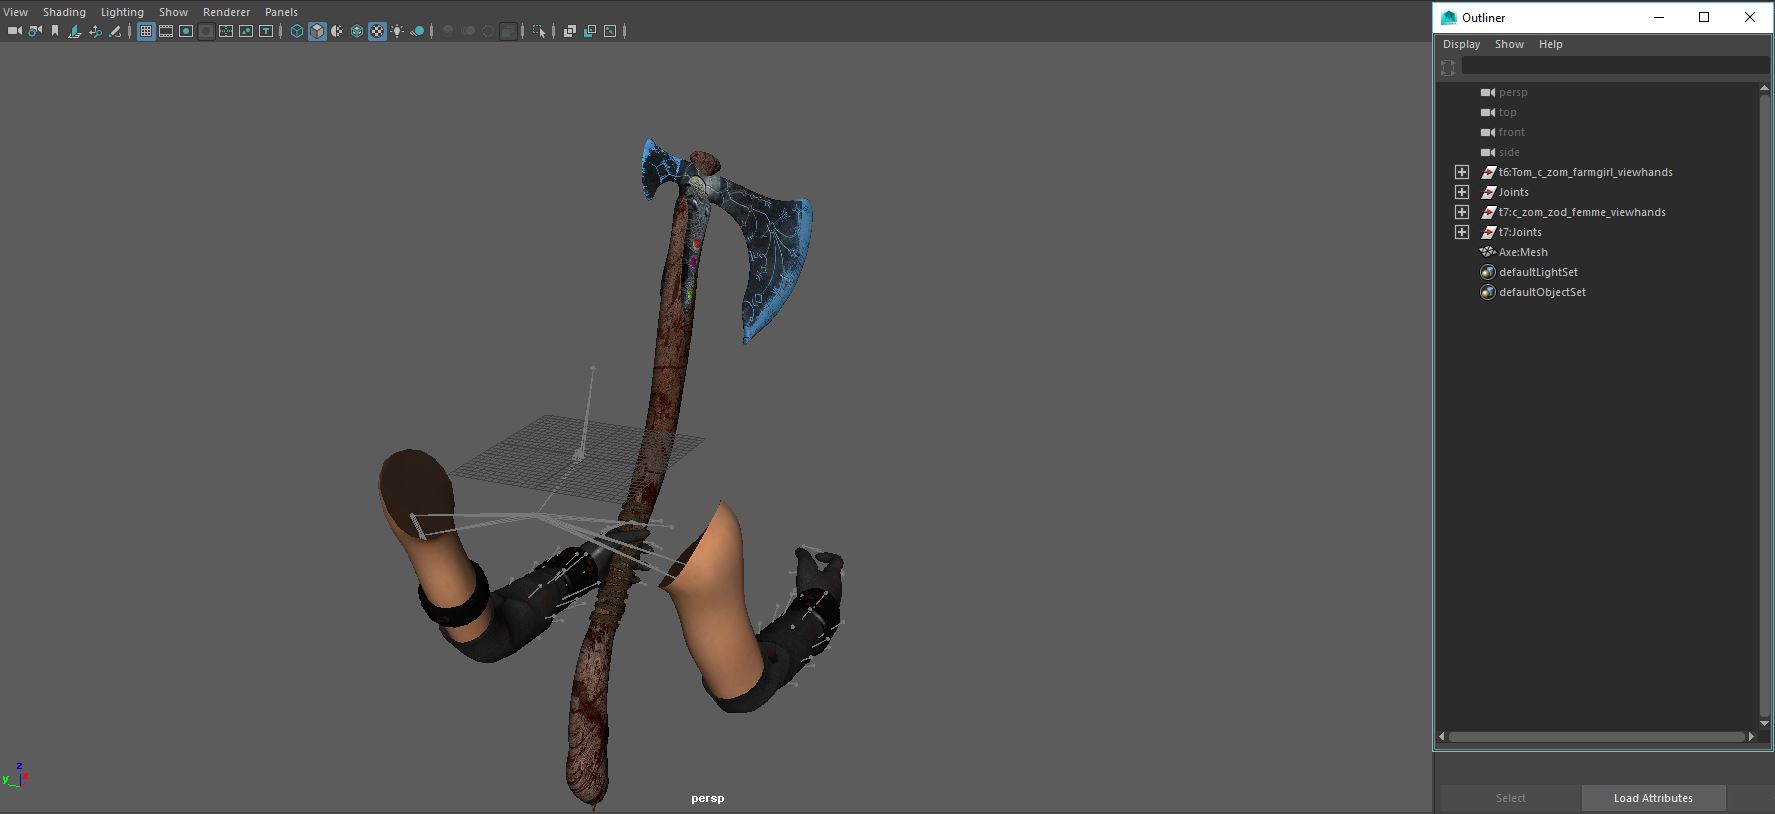 View Shading Lighting Show Renderer Panels
Outliner
Display Show Help
persp
top
front
side
t6:Tom_c_zom_farmgirl_viewhands
Joints
t7:c_zom_zod_femme_viewhands
t7:Joints
Axe:Mesh
defaultLightSet
defaultObjectSet
z
y x
persp
Select Load Attributes